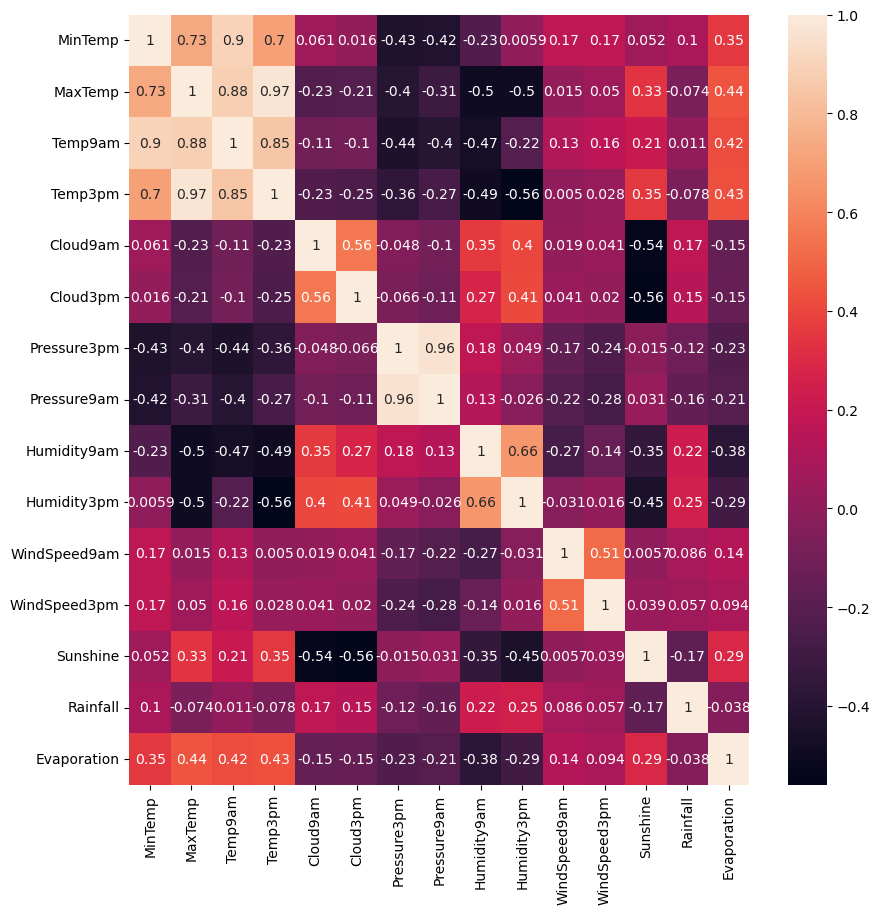 MinTemp 1 0.73 0.9 0.7 0.061 0.016 -0.43 -0.42 -0.23 0.0059 0.17 0.17 0.052 0.1 0.35
MaxTemp 0.73 1 0.88 0.97 -0.23 -0.21 -0.4 -0.31 -0.5 -0.5 0.015 0.05 0.33 -0.074 0.44
Temp9am 0.9 0.88 1 0.85 -0.11 -0.1 -0.44 -0.4 -0.47 -0.22 0.13 0.16 0.21 0.011 0.42
Temp3pm 0.7 0.97 0.85 1 -0.23 -0.25 -0.36 -0.27 -0.49 -0.56 0.005 0.028 0.35 -0.078 0.43
Cloud9am 0.061 -0.23 -0.11 -0.23 1 0.56 -0.048 -0.1 0.35 0.4 0.019 0.041 -0.54 0.17 -0.15
Cloud3pm 0.016 -0.21 -0.1 -0.25 0.56 1 -0.066 -0.11 0.27 0.41 0.041 0.02 -0.56 0.15 -0.15
Pressure3pm -0.43 -0.4 -0.44 -0.36 -0.048 -0.066 1 0.96 0.18 0.049 -0.17 -0.24 -0.015 -0.12 -0.23
Pressure9am -0.42 -0.31 -0.4 -0.27 -0.1 -0.11 0.96 1 0.13 -0.026 -0.22 -0.28 0.031 -0.16 -0.21
Humidity9am -0.23 -0.5 -0.47 -0.49 0.35 0.27 0.18 0.13 1 0.66 -0.27 -0.14 -0.35 0.22 -0.38
Humidity3pm 0.0059 -0.5 -0.22 -0.56 0.4 0.41 0.049 -0.026 0.66 1 -0.031 0.016 -0.45 0.25 -0.29
WindSpeed9am 0.17 0.015 0.13 0.005 0.019 0.041 -0.17 -0.22 -0.27 -0.031 1 0.51 0.0057 0.086 0.14
WindSpeed3pm 0.17 0.05 0.16 0.028 0.041 0.02 -0.24 -0.28 -0.14 0.016 0.51 1 0.039 0.057 0.094
Sunshine 0.052 0.33 0.21 0.35 -0.54 -0.56 -0.015 0.031 -0.35 -0.45 0.0057 0.039 1 -0.17 0.29
Rainfall 0.1 -0.074 0.011 -0.078 0.17 0.15 -0.12 -0.16 0.22 0.25 0.086 0.057 -0.17 1 -0.038
Evaporation 0.35 0.44 0.42 0.43 -0.15 -0.15 -0.23 -0.21 -0.38 -0.29 0.14 0.094 0.29 -0.038 1
MinTemp
MaxTemp
Temp9am
Temp3pm
Cloud9am
Cloud3pm
Pressure3pm
Pressure9am
Humidity9am
Humidity3pm
WindSpeed9am
WindSpeed3pm
Sunshine
Rainfall
Evaporation
1.0
0.8
0.6
0.4
0.2
0.0
−0.2
−0.4